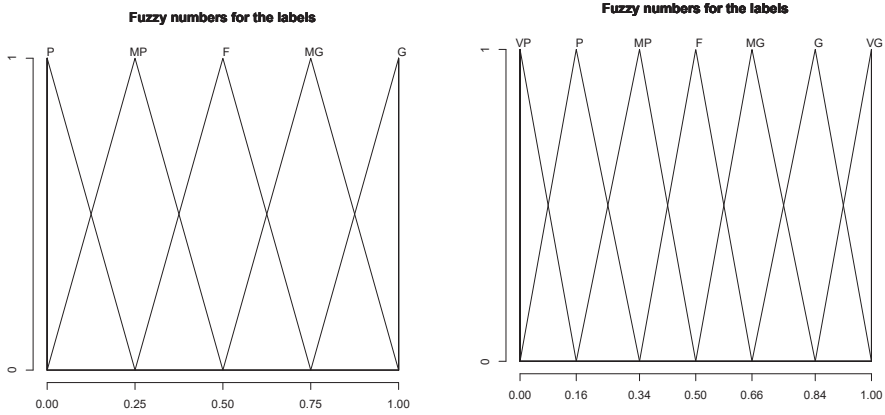 Fuzzy numbers for the labels
P MP F MG G
1
0
0.00 0.25 0.50 0.75 1.00
Fuzzy numbers for the labels
VP P MP F MG G VG
1
0
0.00 0.16 0.34 0.50 0.66 0.84 1.00